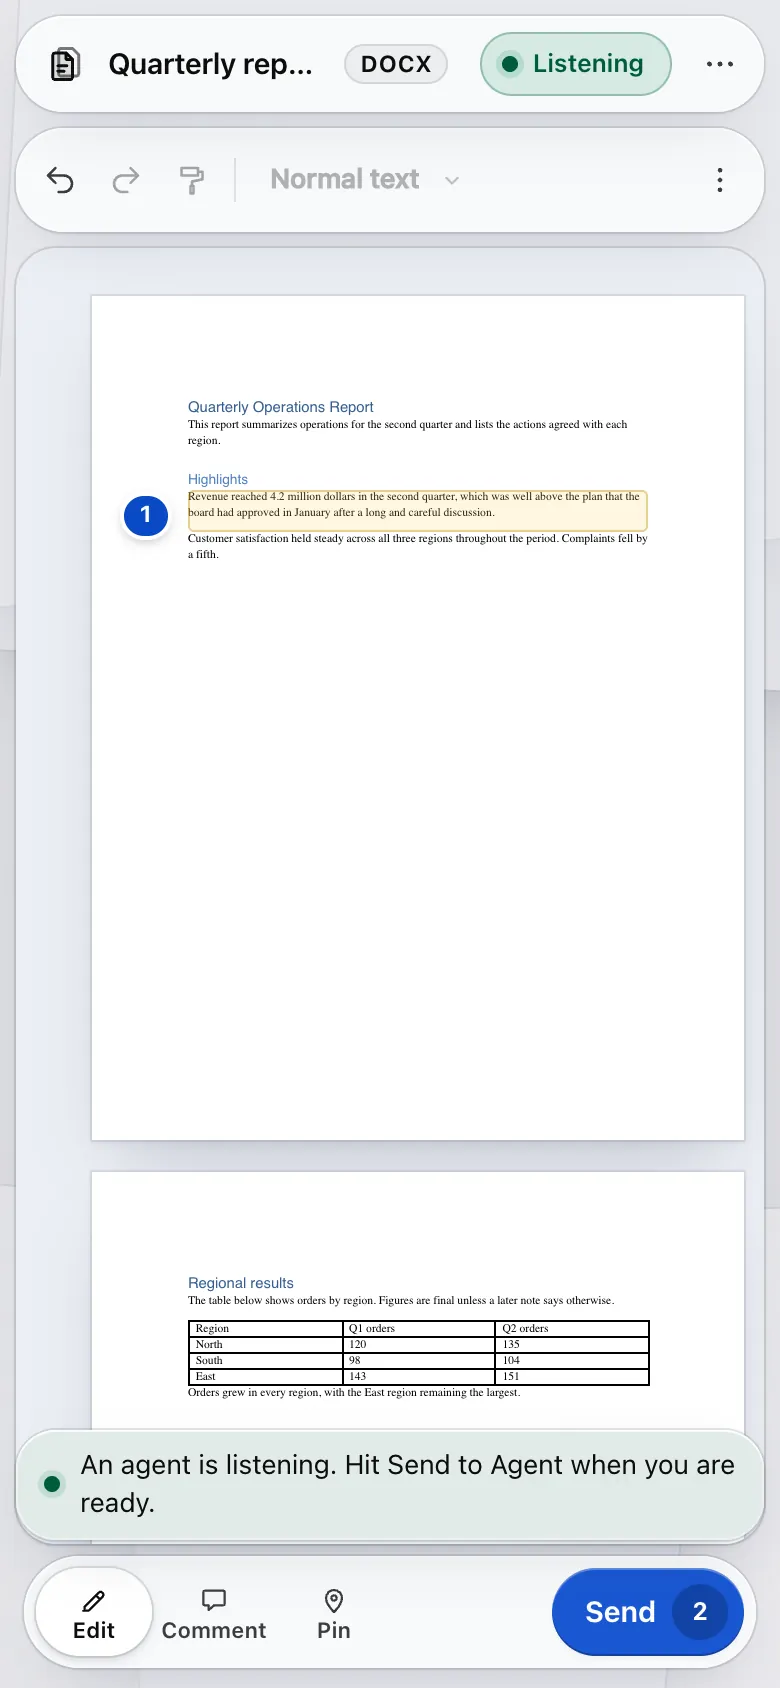 Quarterly rep...
DOCX
Listening
Normal text
Quarterly Operations Report
This report summarizes operations for the second quarter and lists the actions agreed with each
region.
Highlights
1
Revenue reached 4.2 million dollars in the second quarter, which was well above the plan that the
board had approved in January after a long and careful discussion.
Customer satisfaction held steady across all three regions throughout the period. Complaints fell by
a fifth.
Regional results
The table below shows orders by region. Figures are final unless a later note says otherwise.
Region Q1 orders Q2 orders
North 120 135
South 98 104
East 143 151
Orders grew in every region, with the East region remaining the largest.
An agent is listening. Hit Send to Agent when you are
ready.
Edit
Comment
Pin
Send 2